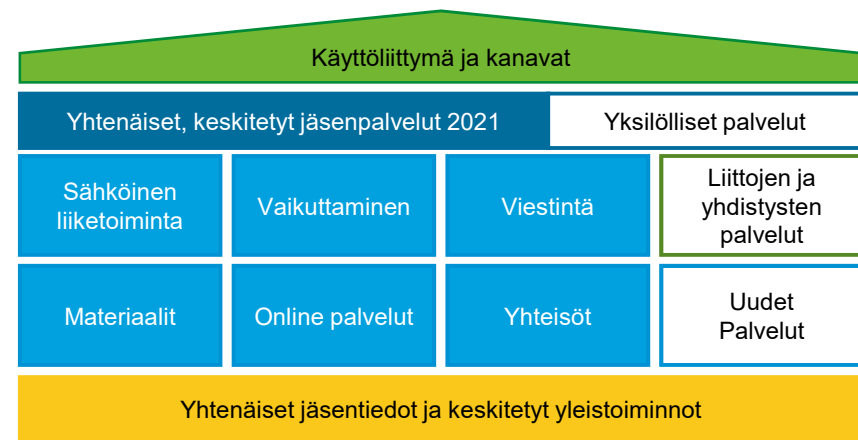 Käyttöliittymä ja kanavat
Yhtenäiset, keskitetyt jäsenpalvelut 2021
Yksilölliset palvelut
Sähköinen
liiketoiminta
Vaikuttaminen
Viestintä
Liittojen ja
yhdistysten
palvelut
Materiaalit
Online palvelut
Yhteisöt
Uudet
Palvelut
Yhtenäiset jäsentiedot ja keskitetyt yleistoiminnot